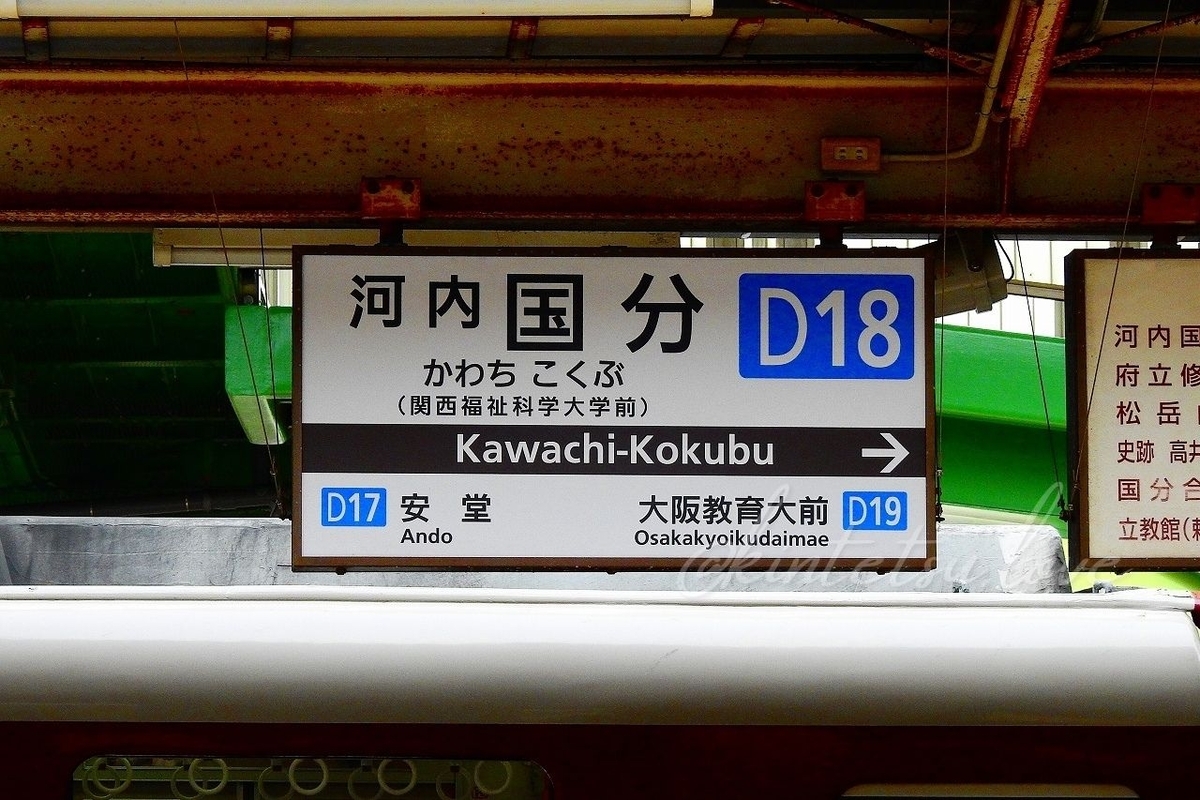 河内国分
D18
かわち こくぶ
（関西福祉科学大学前）
Kawachi-Kokubu
D17 安堂
Ando
大阪教育大前 D19
Osakakyoikudaimae
@kintetsu love
河内国
府立修
松岳
史跡 高井
国分合
立教館(